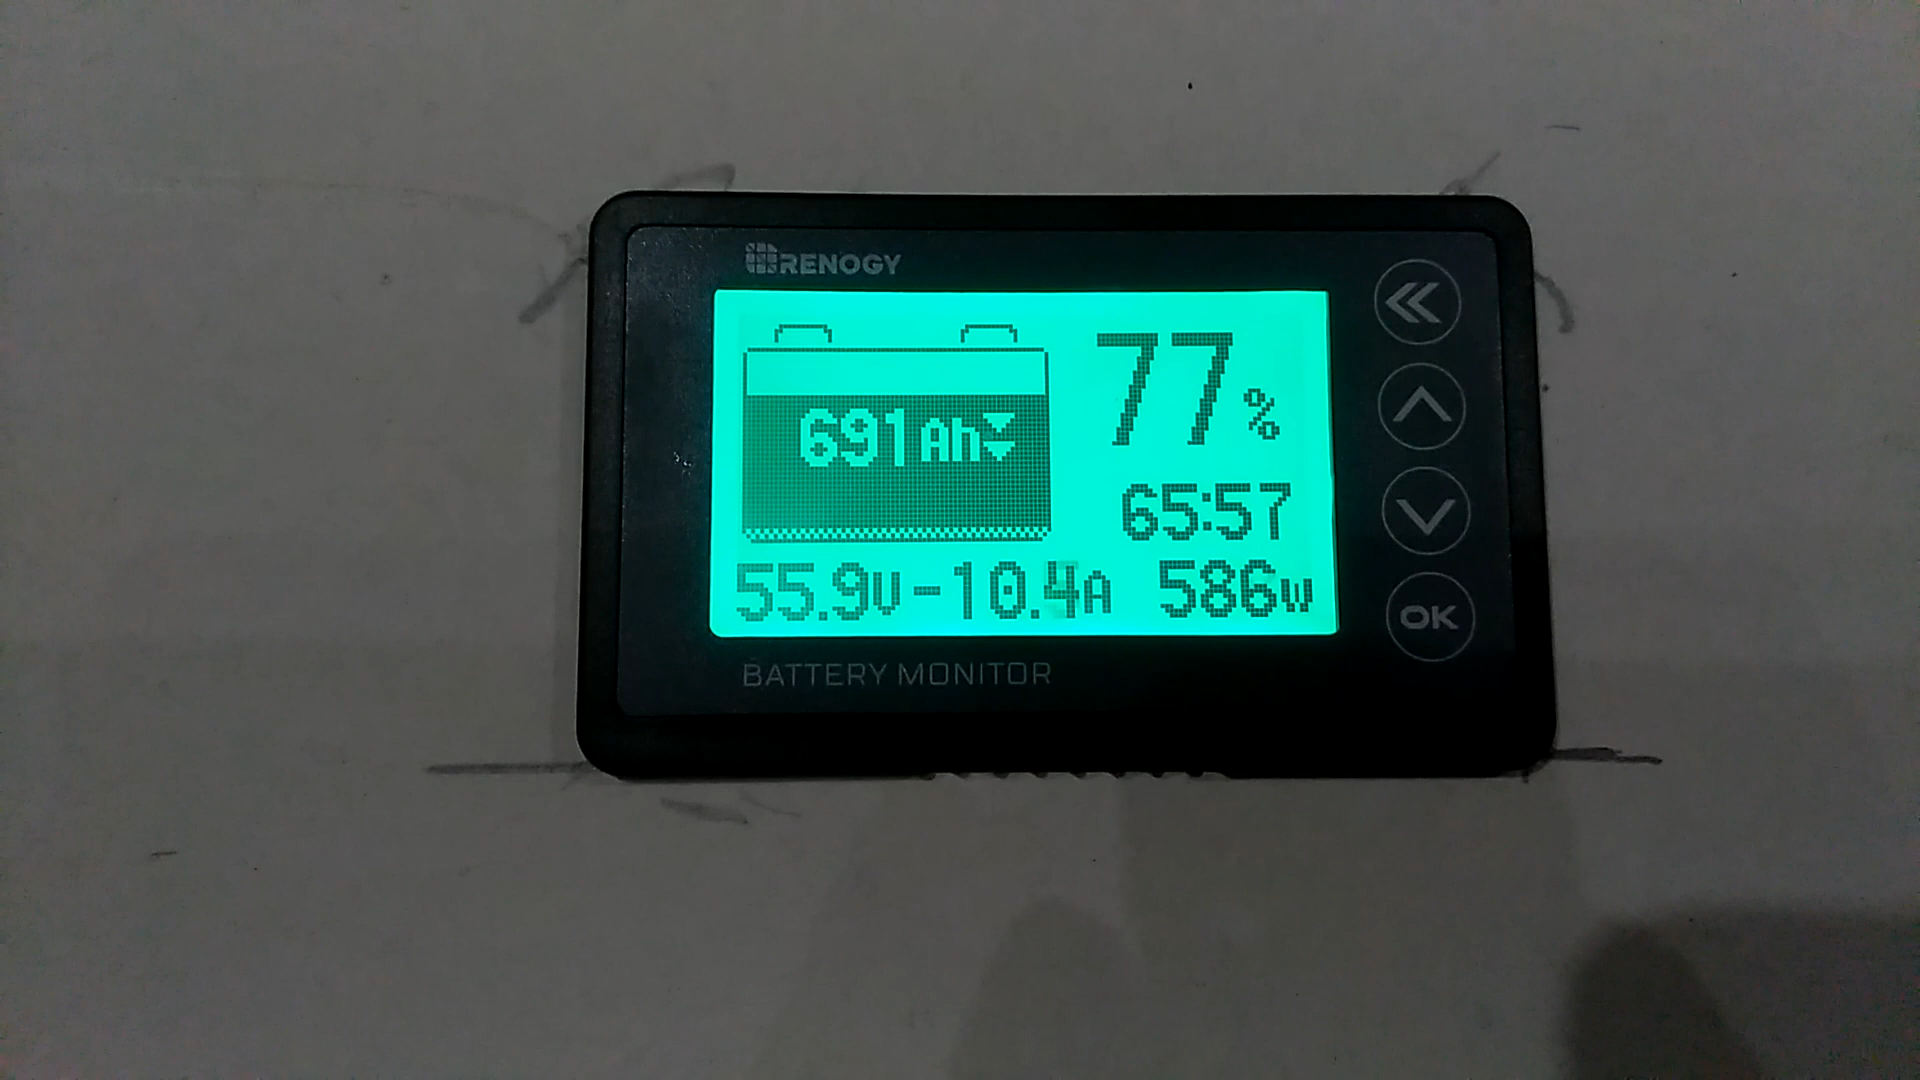 RENOGY
691Ah
77%
65:57
55.9V -10.4A 586W
OK
BATTERY MONITOR